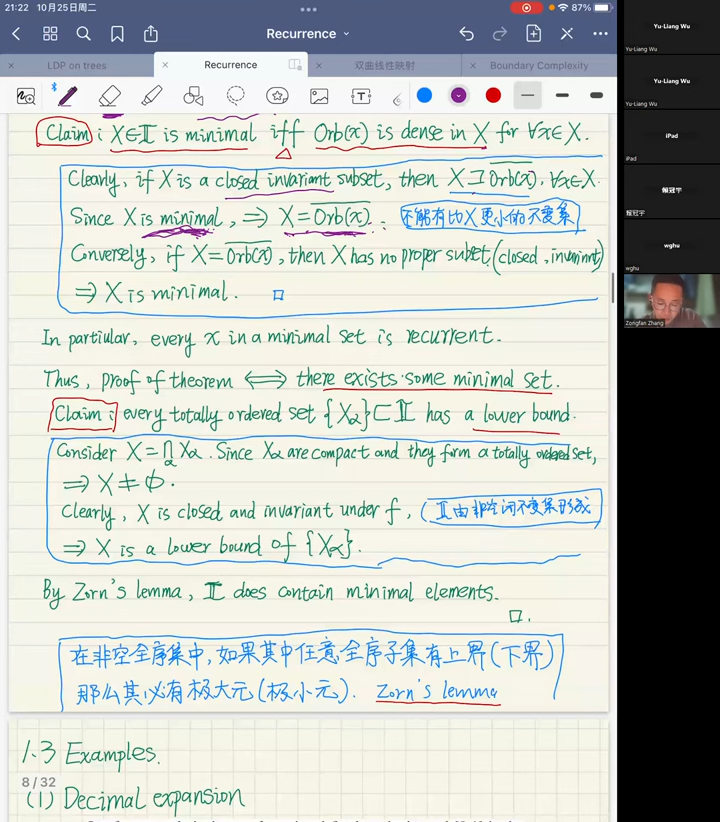 21:22 10月25日周二
87%
Recurrence
LDP on trees
Recurrence
双曲线性映射
Boundary Complexity
Claim: X∈𝕀 is minimal iff Orb(x) is dense in X for ∀x∈X.
Clearly, if X is a closed invariant subset, then X⊃Orb(x), ∀x∈X.
Since X is minimal, ⇒ X=Orb(x). 不能有比X更小的不变集
Conversely, if X=Orb(x), then X has no proper subset (closed, invariant)
⇒ X is minimal. □
In partiular, every x in a minimal set is recurrent.
Thus, proof of theorem ⟺ there exists some minimal set.
Claim: every totally ordered set {Xα}⊂𝕀 has a lower bound.
Consider X=∩Xα. Since Xα are compact and they form a totally ordered set,
α
⇒ X≠∅.
Clearly, X is closed and invariant under f, (𝕀由非空闭不变集形成
⇒ X is a lower bound of {Xα}.
By Zorn's lemma, 𝕀 does contain minimal elements.
□.
在非空全序集中,如果其中任意全序子集有上界(下界)
那么其必有极大元(极小元). Zorn's lemma
1.3 Examples.
8/32
(1) Decimal expansion
Yu-Liang Wu
Yu-Liang Wu
Yu-Liang Wu
Yu-Liang Wu
iPad
iPad
賴冠宇
賴冠宇
wghu
wghu
Zongfan Zhang